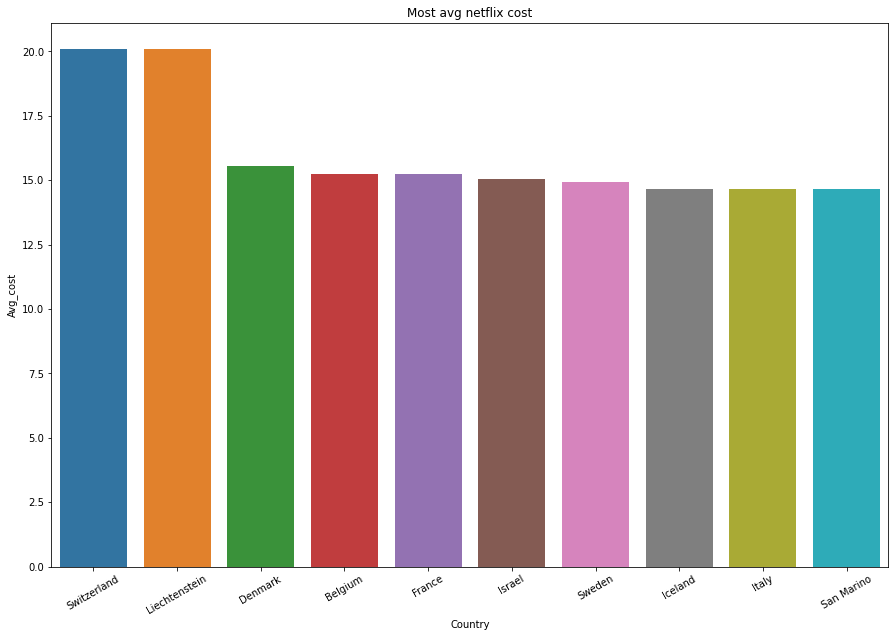 Most avg netflix cost
20.0
17.5
15.0
12.5
10.0
7.5
5.0
2.5
0.0
Avg_cost
Switzerland
Liechtenstein
Denmark
Belgium
France
Israel
Sweden
Iceland
Italy
San Marino
Country